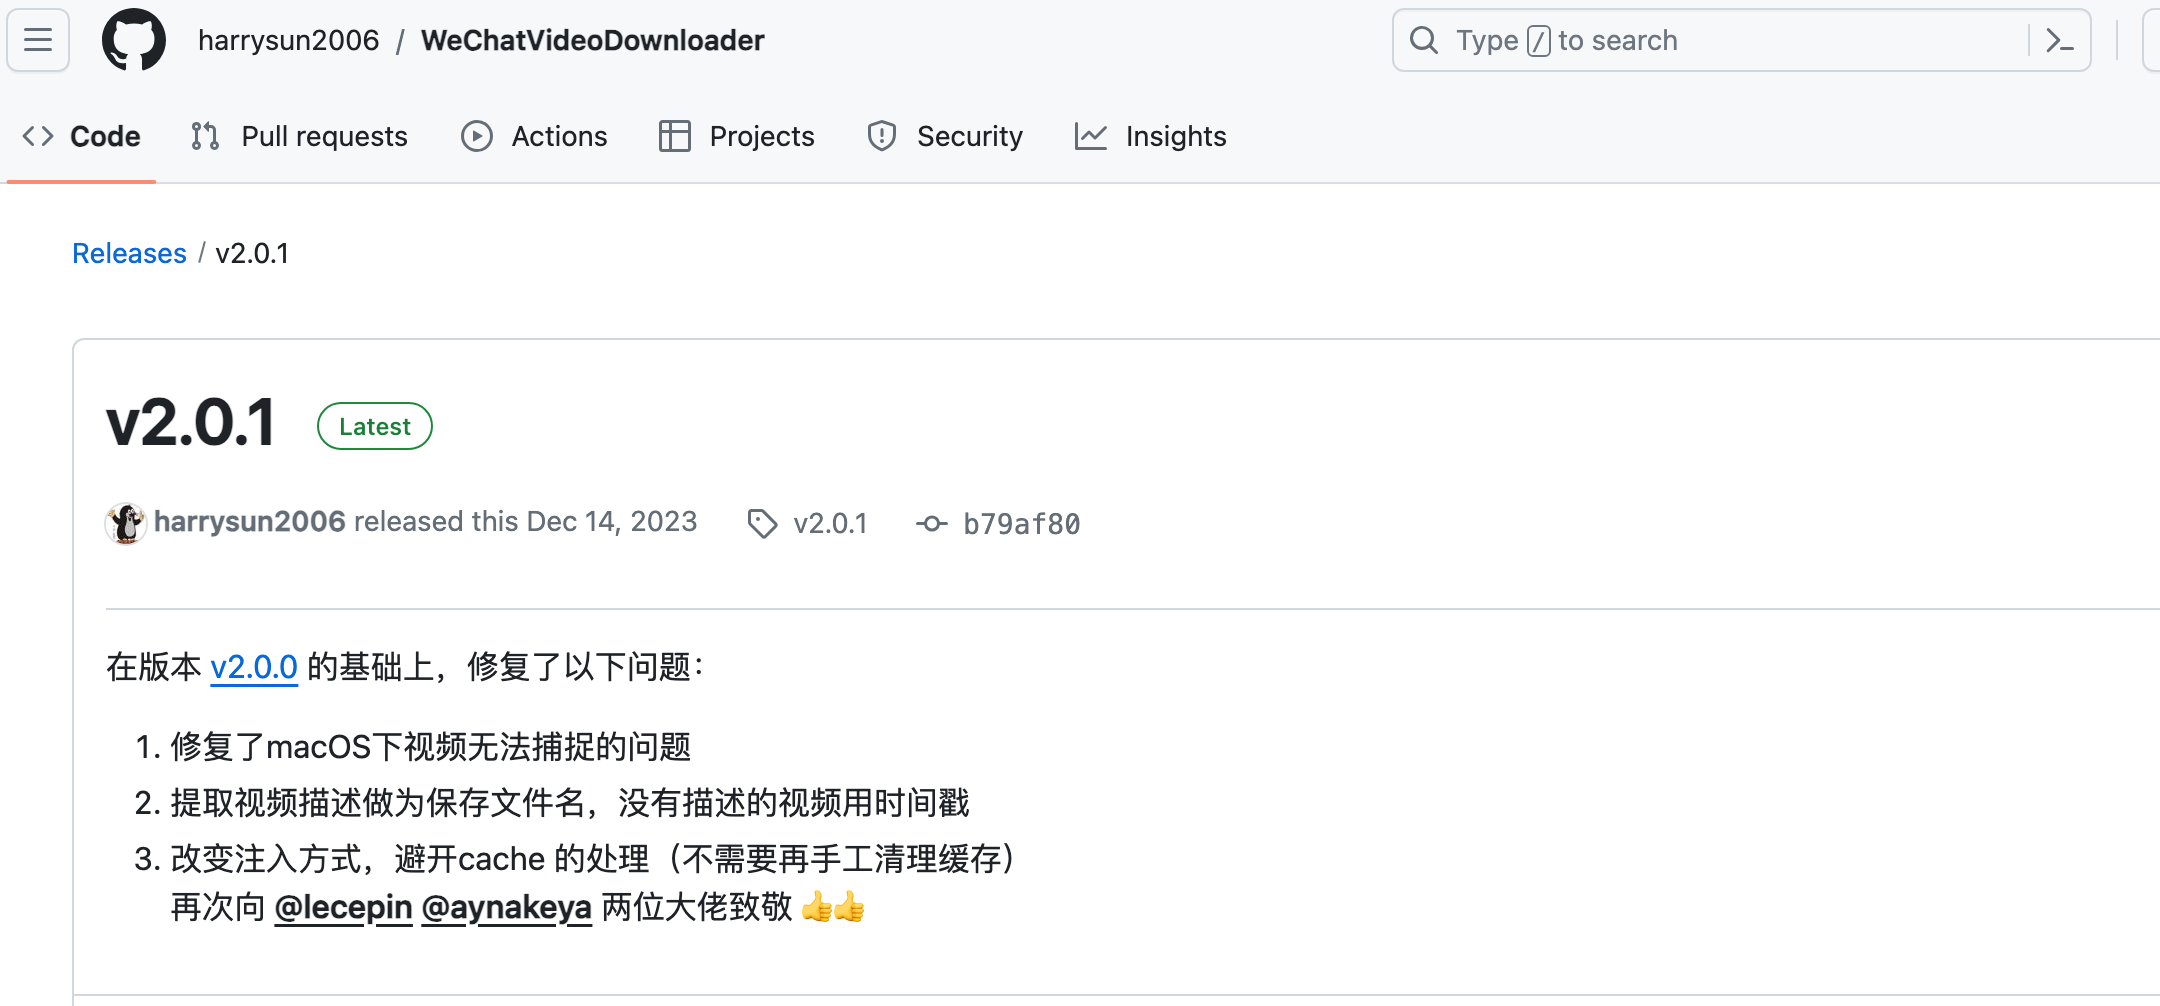 harrysun2006 / WeChatVideoDownloader
Type / to search
Code Pull requests Actions Projects Security Insights
Releases / v2.0.1
v2.0.1 Latest
harrysun2006 released this Dec 14, 2023 v2.0.1 b79af80
在版本 v2.0.0 的基础上，修复了以下问题：
1. 修复了macOS下视频无法捕捉的问题
2. 提取视频描述做为保存文件名，没有描述的视频用时间戳
3. 改变注入方式，避开cache 的处理（不需要再手工清理缓存）
再次向 @lecepin @aynakeya 两位大佬致敬 👍👍